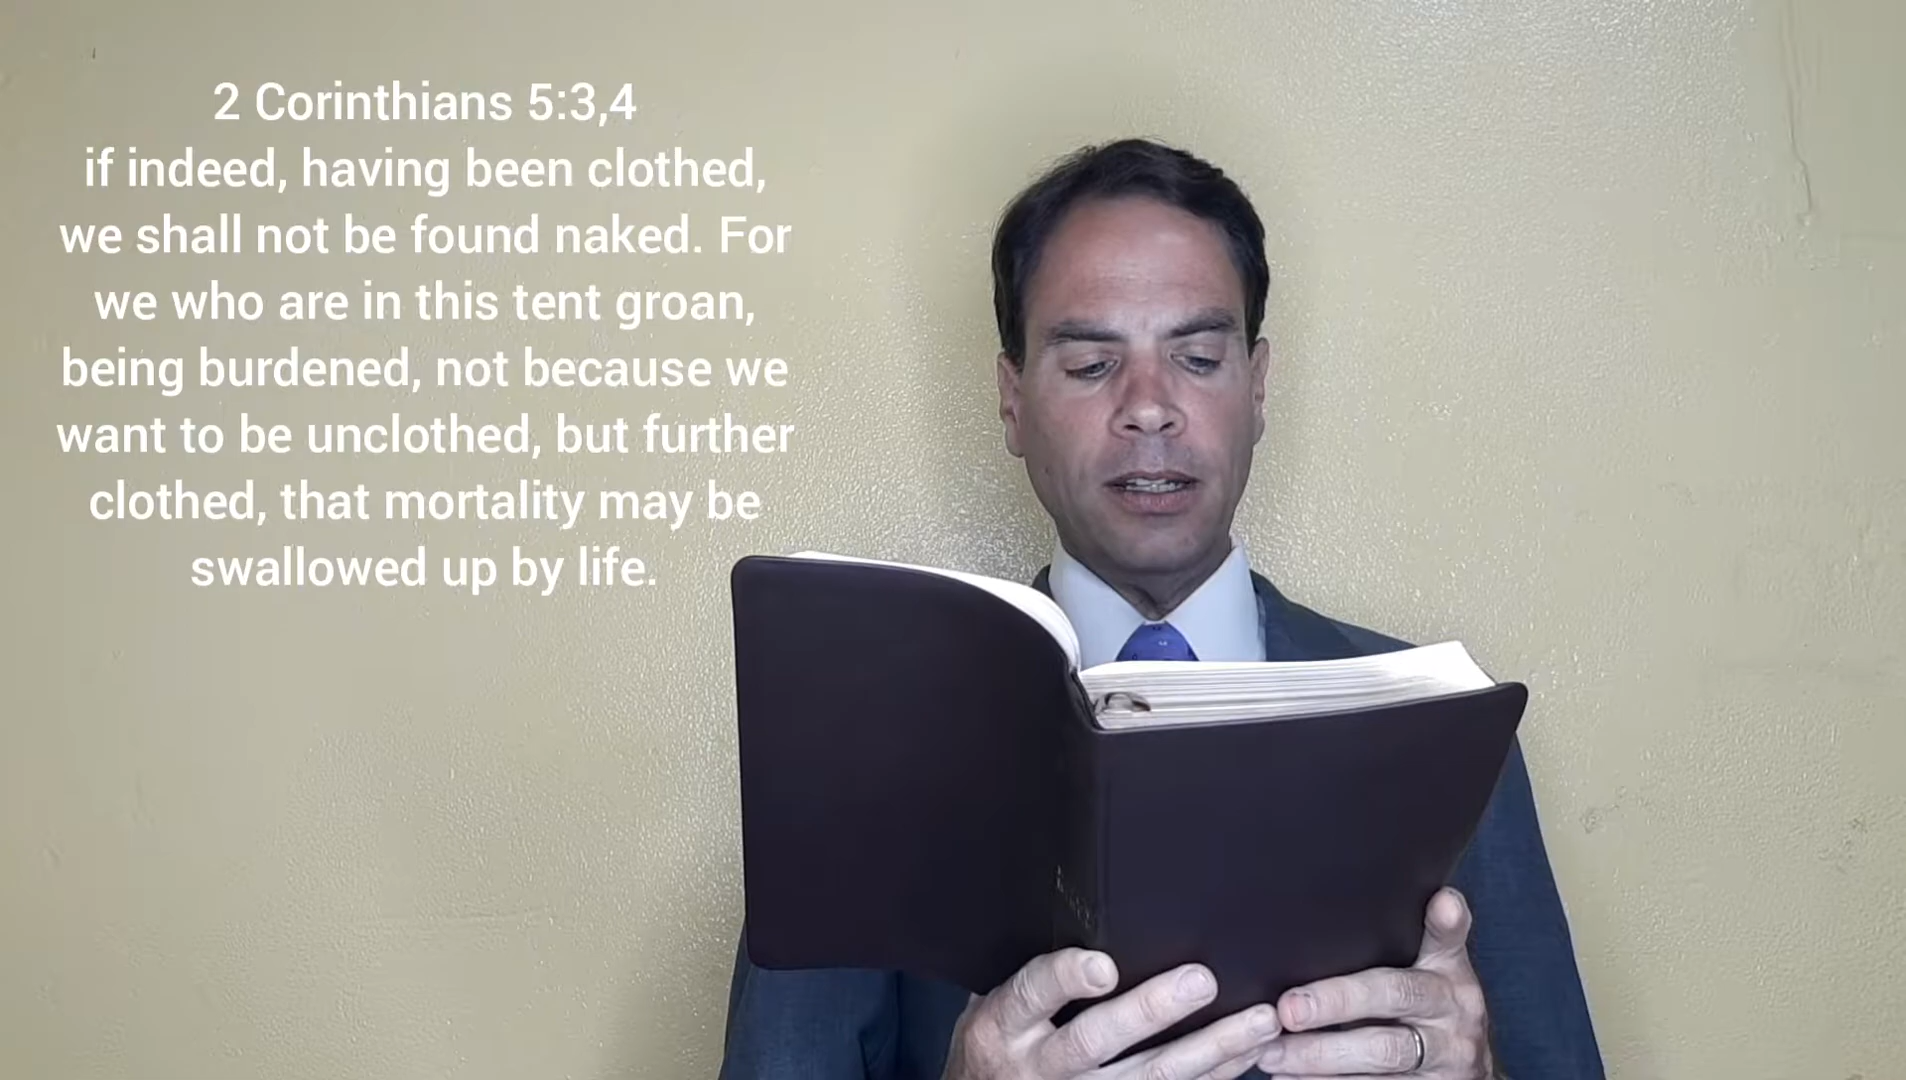 2 Corinthians 5:3,4
if indeed, having been clothed,
we shall not be found naked. For
we who are in this tent groan,
being burdened, not because we
want to be unclothed, but further
clothed, that mortality may be
swallowed up by life.